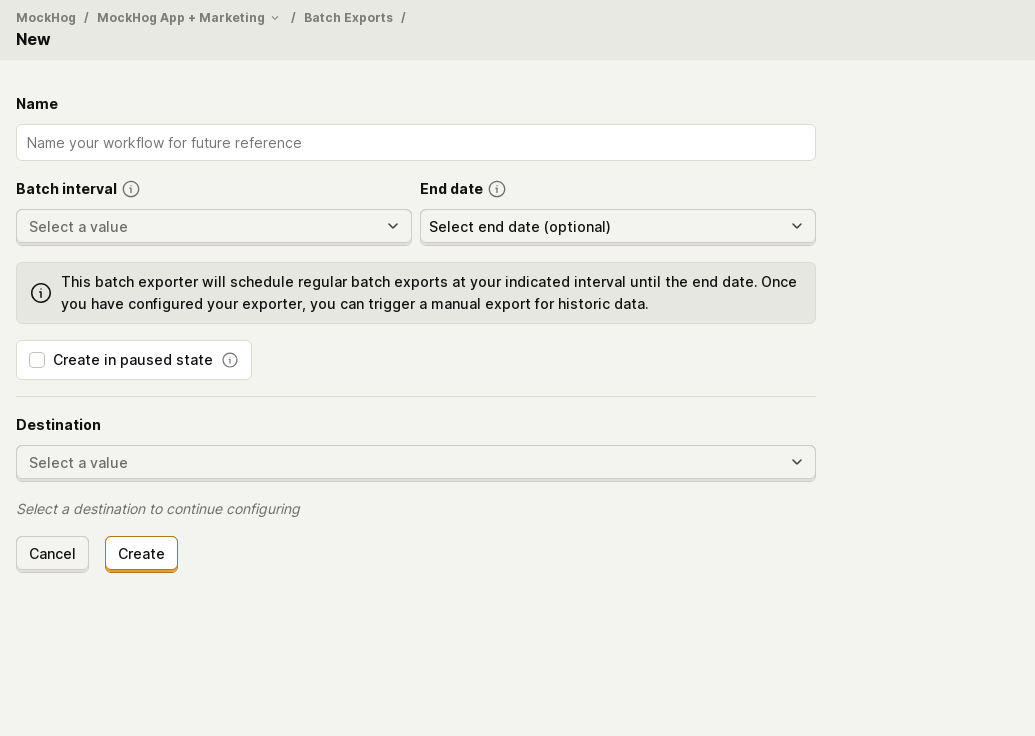 MockHog / MockHog App + Marketing / Batch Exports /
New
Name
Name your workflow for future reference
Batch interval End date
Select a value Select end date (optional)
This batch exporter will schedule regular batch exports at your indicated interval until the end date. Once
you have configured your exporter, you can trigger a manual export for historic data.
Create in paused state
Destination
Select a value
Select a destination to continue configuring
Cancel Create